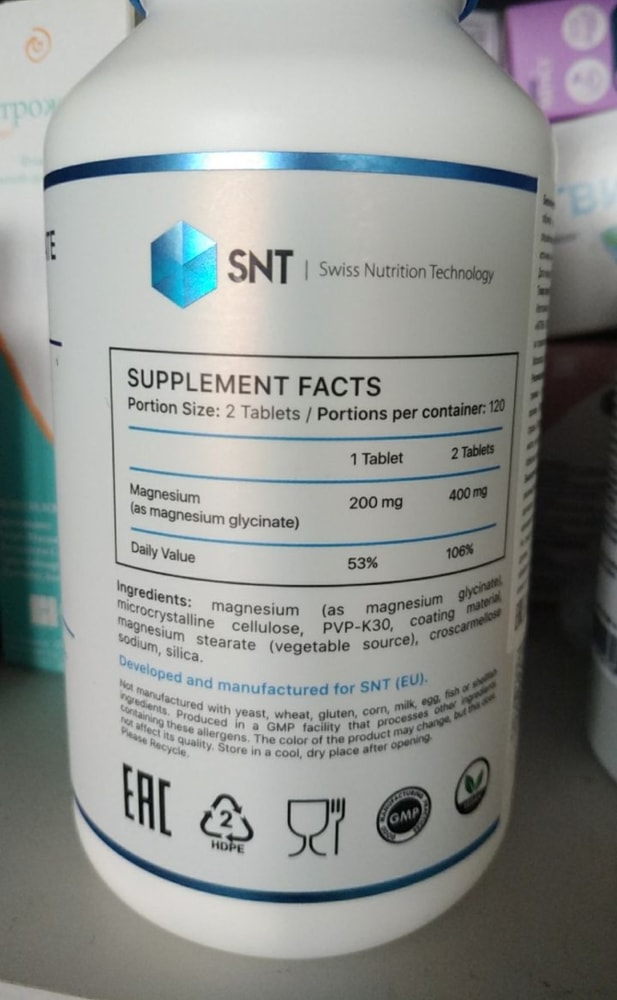 трож
TE
SNT | Swiss Nutrition Technology
SUPPLEMENT FACTS
Portion Size: 2 Tablets / Portions per container: 120
1 Tablet 2 Tablets
Magnesium
(as magnesium glycinate) 200 mg 400 mg
Daily Value 53% 106%
Ingredients: magnesium (as magnesium glycinate),
microcrystalline cellulose, PVP-K30, coating material,
magnesium stearate (vegetable source), croscarmellose
sodium, silica.
Developed and manufactured for SNT (EU).
Not manufactured with yeast, wheat, gluten, corn, milk, egg, fish or shellfish
ingredients. Produced in a GMP facility that processes other ingredients
containing these allergens. The color of the product may change, but this does
not affect its quality. Store in a cool, dry place after opening.
Please Recycle.
EAC
2
HDPE
GMP
ВИ